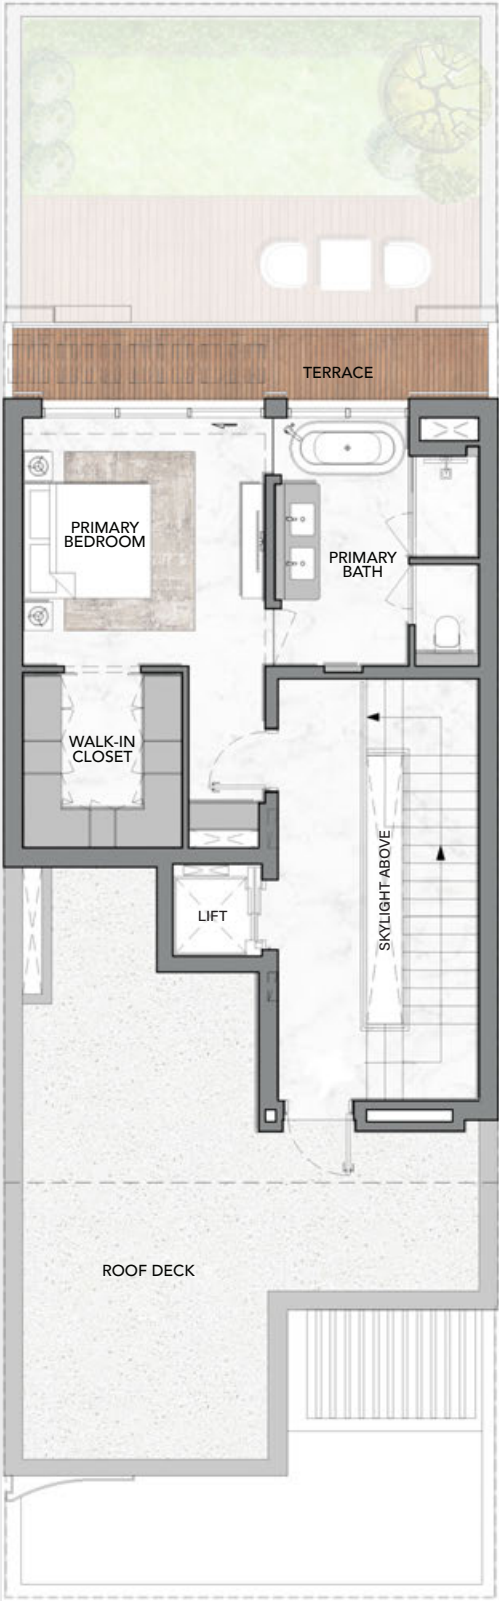 TERRACE
PRIMARY
BEDROOM
PRIMARY
BATH
WALK-IN
CLOSET
SKYLIGHT ABOVE
LIFT
ROOF DECK